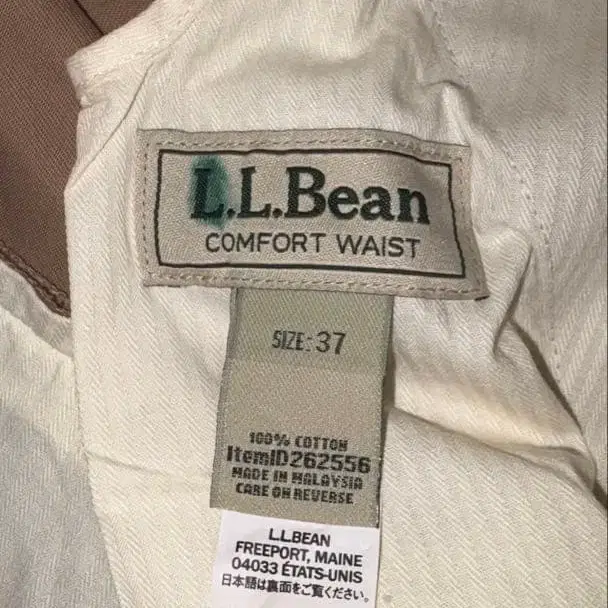 L.L.Bean
COMFORT WAIST
SIZE: 37
100% COTTON
ItemID262556
MADE IN MALAYSIA
CARE ON REVERSE
L.L.BEAN
FREEPORT, MAINE
04033 ÉTATS-UNIS
日本語は裏面をご覧ください。